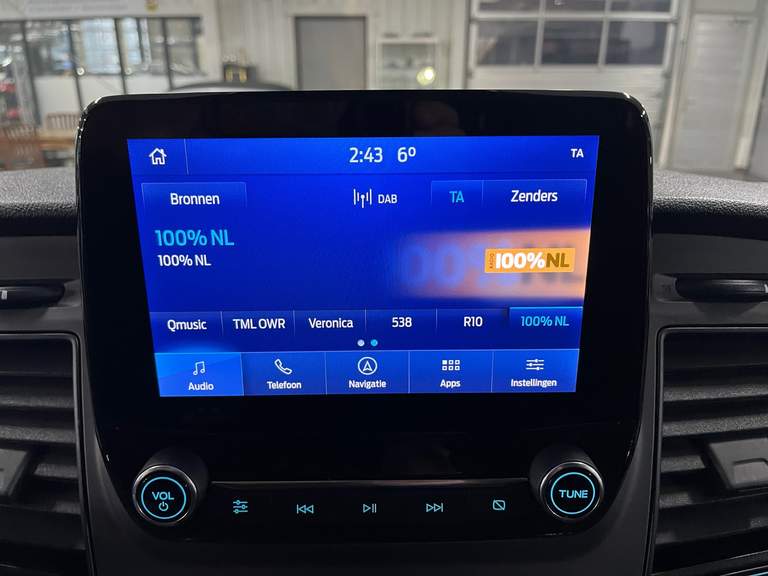 2:43 6º TA
Bronnen DAB TA Zenders
100% NL
100% NL
100%NL
Qmusic TML OWR Veronica 538 R10 100% NL
Audio Telefoon Navigatie Apps Instellingen
VOL TUNE